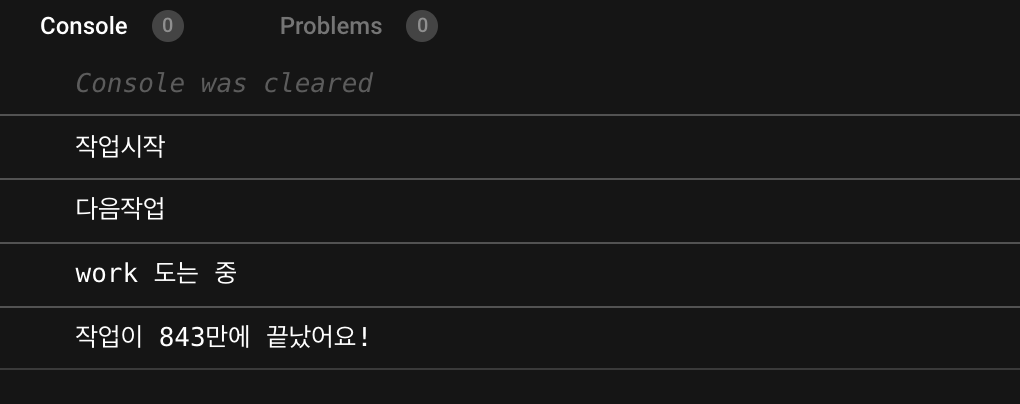 Console 0 Problems 0
Console was cleared
작업시작
다음작업
work 도는 중
작업이 843만에 끝났어요!